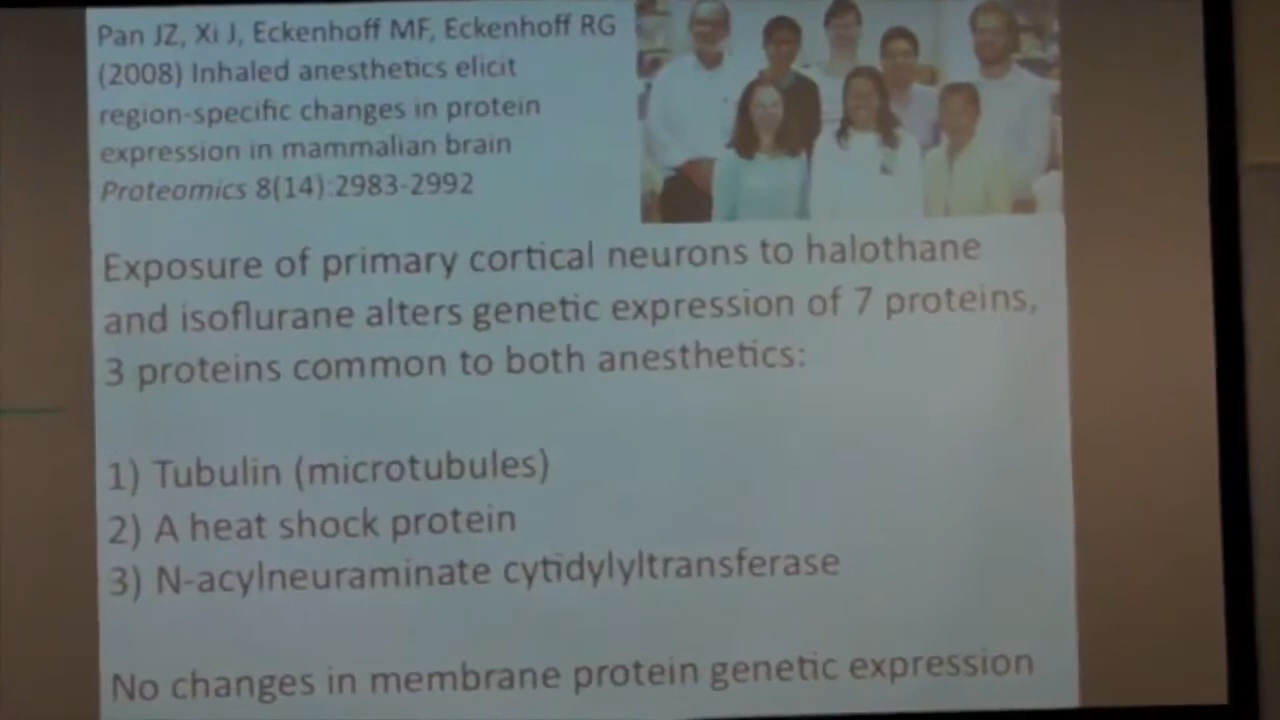 Pan JZ, Xi J, Eckenhoff MF, Eckenhoff RG
(2008) Inhaled anesthetics elicit
region-specific changes in protein
expression in mammalian brain
Proteomics 8(14):2983-2992
Exposure of primary cortical neurons to halothane
and isoflurane alters genetic expression of 7 proteins,
3 proteins common to both anesthetics:
1) Tubulin (microtubules)
2) A heat shock protein
3) N-acylneuraminate cytidylyltransferase
No changes in membrane protein genetic expression